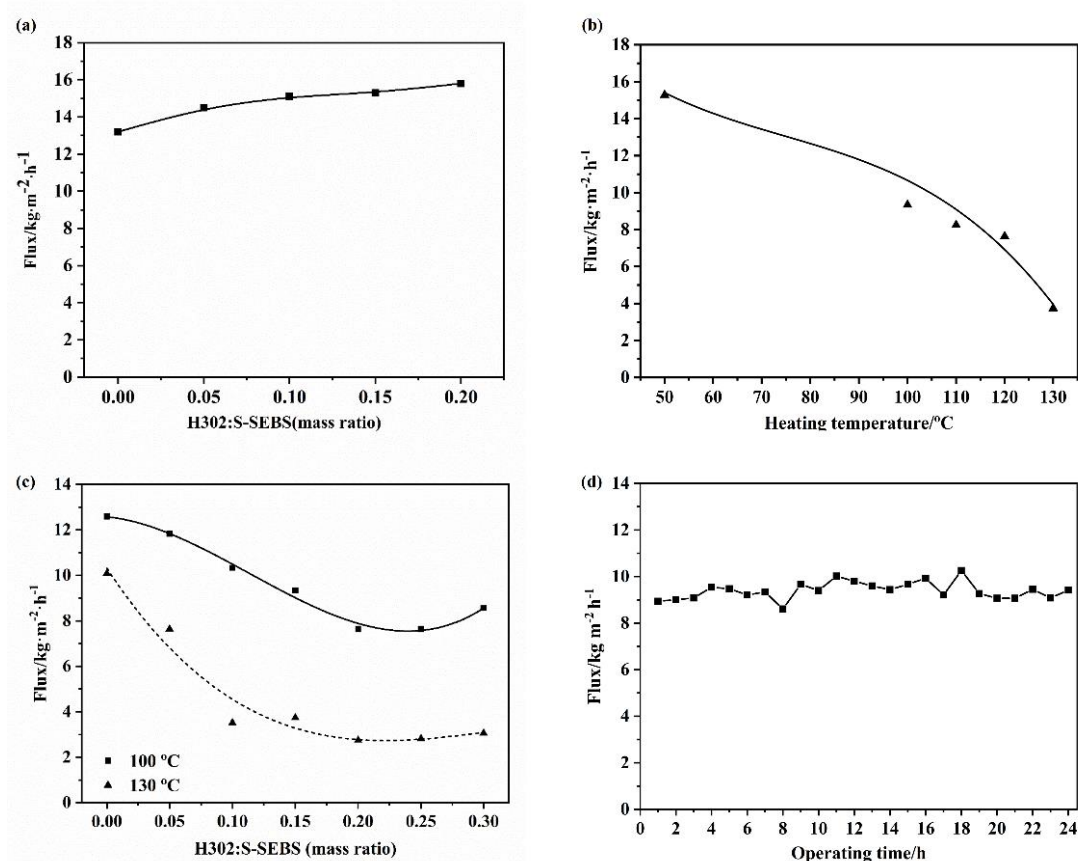 (a)
18
16
14
12
10
8
6
4
2
0
Flux/kg·m⁻²·h⁻¹
0.00 0.05 0.10 0.15 0.20
H302:S-SEBS(mass ratio)
(b)
18
16
14
12
10
8
6
4
2
0
Flux/kg·m⁻²·h⁻¹
50 60 70 80 90 100 110 120 130
Heating temperature/ºC
(c)
14
12
10
8
6
4
2
0
Flux/kg·m⁻²·h⁻¹
100 ºC
130 ºC
0.00 0.05 0.10 0.15 0.20 0.25 0.30
H302:S-SEBS (mass ratio)
(d)
14
12
10
8
6
4
2
0
Flux/kg m⁻² h⁻¹
0 2 4 6 8 10 12 14 16 18 20 22 24
Operating time/h